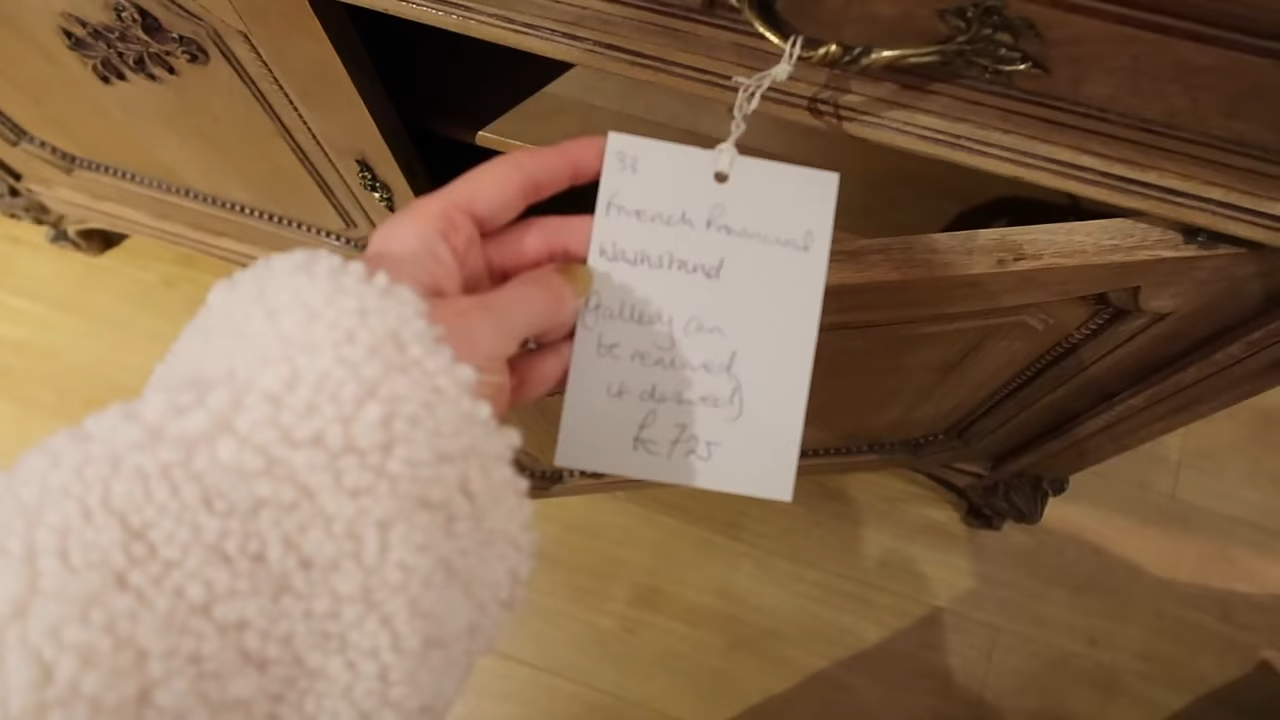 38
French Provincial
Washstand
Gallery can
be removed
if desired)
£725